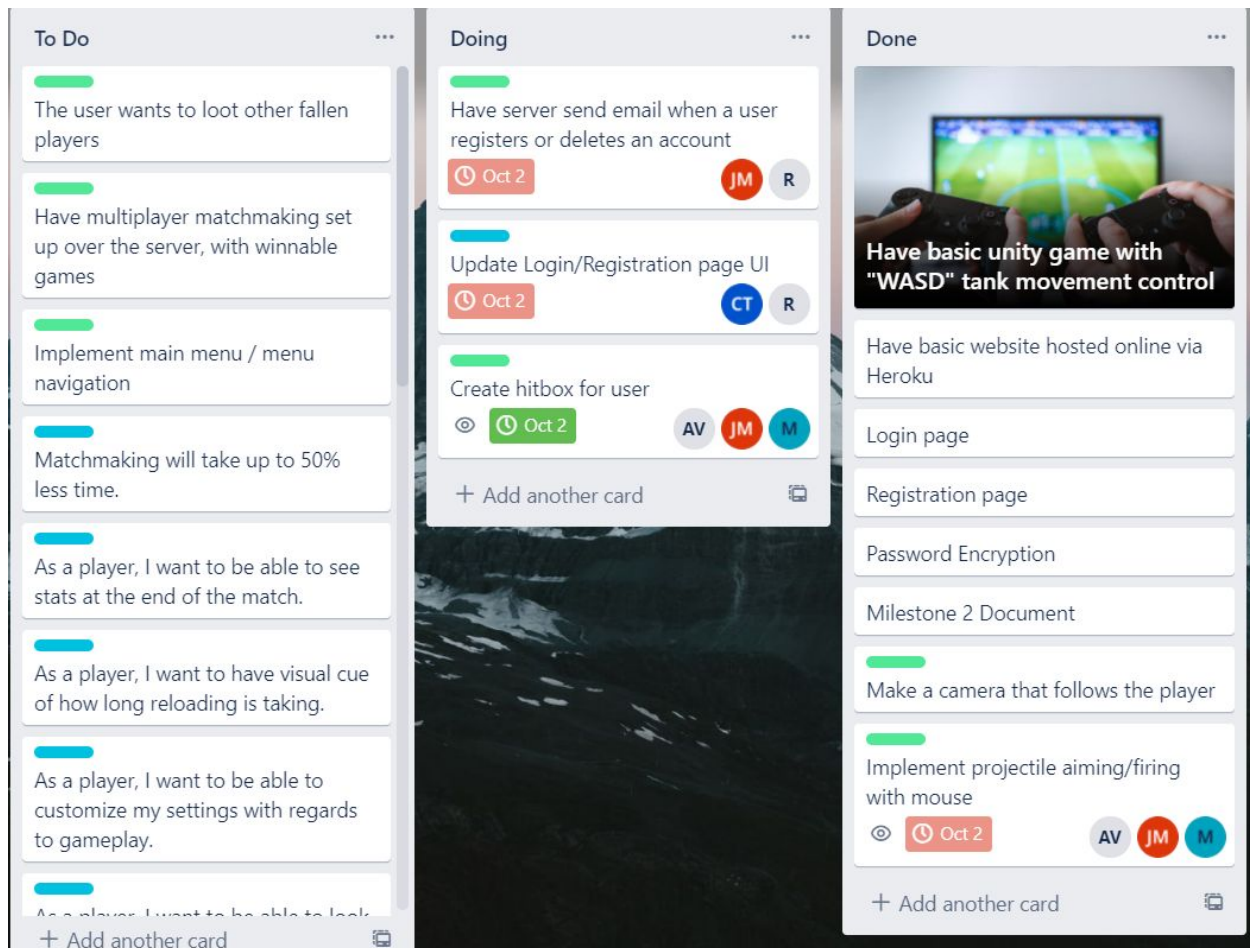 To Do
The user wants to loot other fallen
players
Have multiplayer matchmaking set
up over the server, with winnable
games
Implement main menu / menu
navigation
Matchmaking will take up to 50%
less time.
As a player, I want to be able to see
stats at the end of the match.
As a player, I want to have visual cue
of how long reloading is taking.
As a player, I want to be able to
customize my settings with regards
to gameplay.
As a player, I want to be able to look
+ Add another card
Doing
Have server send email when a user
registers or deletes an account
Oct 2
JM R
Update Login/Registration page UI
Oct 2
CT R
Create hitbox for user
Oct 2
AV JM M
+ Add another card
Done
Have basic unity game with
"WASD" tank movement control
Have basic website hosted online via
Heroku
Login page
Registration page
Password Encryption
Milestone 2 Document
Make a camera that follows the player
Implement projectile aiming/firing
with mouse
Oct 2
AV JM M
+ Add another card